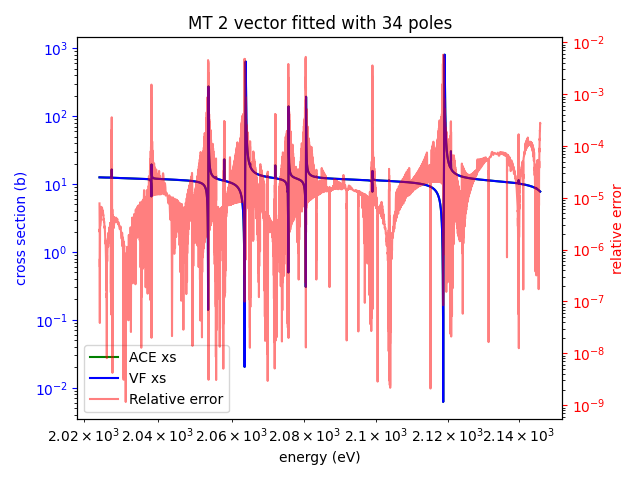 MT 2 vector fitted with 34 poles
cross section (b)
10³
10²
10¹
10⁰
10⁻¹
10⁻²
10⁻²
10⁻³
10⁻⁴
10⁻⁵
10⁻⁶
10⁻⁷
10⁻⁸
10⁻⁹
relative error
ACE xs
VF xs
Relative error
2.02 × 10³ 2.04 × 10³ 2.06 × 10³ 2.08 × 10³ 2.1 × 10³ 2.12 × 10³ 2.14 × 10³
energy (eV)